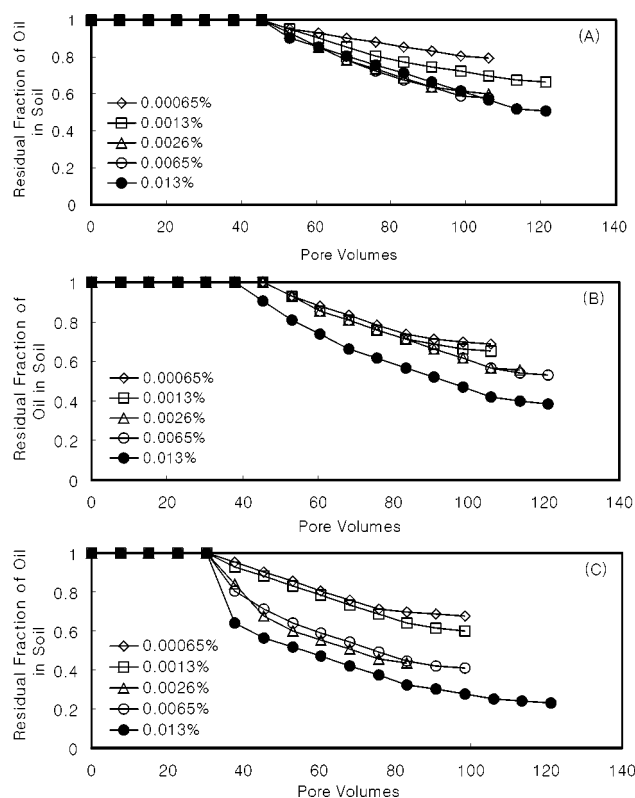 (A)
Residual Fraction of Oil
in Soil
1
0.8
0.6
0.4
0.2
0
0.00065%
0.0013%
0.0026%
0.0065%
0.013%
0 20 40 60 80 100 120 140
Pore Volumes
(B)
Residual Fraction of
Oil in Soil
1
0.8
0.6
0.4
0.2
0
0.00065%
0.0013%
0.0026%
0.0065%
0.013%
0 20 40 60 80 100 120 140
Pore Volumes
(C)
Residual Fraction of Oil
in Soil
1
0.8
0.6
0.4
0.2
0
0.00065%
0.0013%
0.0026%
0.0065%
0.013%
0 20 40 60 80 100 120 140
Pore Volumes